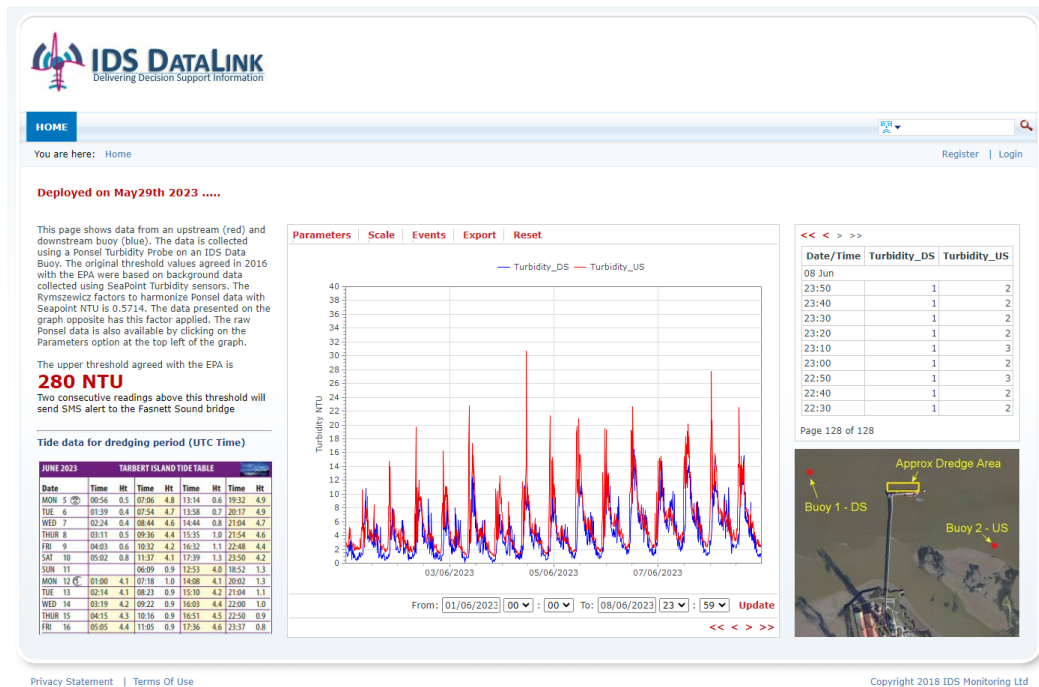 IDS DATALINK
Delivering Decision Support Information
HOME
You are here: Home
Register | Login
Deployed on May29th 2023 .....
This page shows data from an upstream (red) and
downstream buoy (blue). The data is collected
using a Ponsel Turbidity Probe on an IDS Data
Buoy. The original threshold values agreed in 2016
with the EPA were based on background data
collected using SeaPoint Turbidity sensors. The
Rymszewicz factors to harmonize Ponsel data with
Seapoint NTU is 0.5714. The data presented on the
graph opposite has this factor applied. The raw
Ponsel data is also available by clicking on the
Parameters option at the top left of the graph.
The upper threshold agreed with the EPA is
280 NTU
Two consecutive readings above this threshold will
send SMS alert to the Fasnett Sound bridge
Tide data for dredging period (UTC Time)
JUNE 2023 TARBERT ISLAND TIDE TABLE
Date Time Ht Time Ht Time Ht Time Ht
MON 5 00:56 0.5 07:06 4.8 13:14 0.6 19:32 4.9
TUE 6 01:39 0.4 07:54 4.7 13:58 0.7 20:17 4.9
WED 7 02:24 0.4 08:44 4.6 14:44 0.8 21:04 4.7
THUR 8 03:11 0.5 09:36 4.4 15:35 1.0 21:54 4.6
FRI 9 04:03 0.6 10:32 4.2 16:32 1.1 22:48 4.4
SAT 10 05:02 0.8 11:37 4.1 17:39 1.3 23:50 4.2
SUN 11 06:09 0.9 12:53 4.0 18:52 1.3
MON 12 01:00 4.1 07:18 1.0 14:08 4.1 20:02 1.3
TUE 13 02:14 4.1 08:23 0.9 15:10 4.2 21:04 1.1
WED 14 03:19 4.2 09:22 0.9 16:03 4.4 22:00 1.0
THUR 15 04:15 4.3 10:16 0.9 16:51 4.5 22:50 0.9
FRI 16 05:05 4.4 11:05 0.9 17:36 4.6 23:37 0.8
Parameters Scale Events Export Reset
Turbidity_DS Turbidity_US
Turbidity NTU
40
38
36
34
32
30
28
26
24
22
20
18
16
14
12
10
8
6
4
2
0
03/06/2023 05/06/2023 07/06/2023
From: 01/06/2023 00 : 00 To: 08/06/2023 23 : 59 Update
<< < > >>
<< < > >>
Date/Time Turbidity_DS Turbidity_US
08 Jun
23:50 1 2
23:40 1 2
23:30 1 2
23:20 1 2
23:10 1 3
23:00 1 2
22:50 1 3
22:40 1 2
22:30 1 2
Page 128 of 128
Approx Dredge Area
Buoy 1 - DS
Buoy 2 - US
Privacy Statement | Terms Of Use
Copyright 2018 IDS Monitoring Ltd